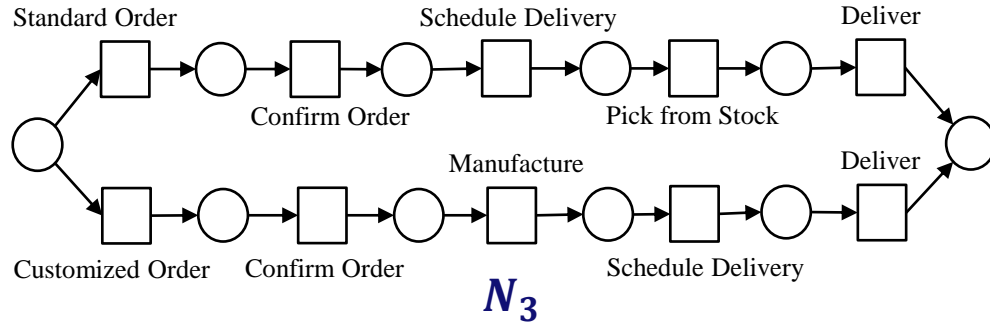 Standard Order
Schedule Delivery
Deliver
Confirm Order
Pick from Stock
Manufacture
Deliver
Customized Order
Confirm Order
Schedule Delivery
N₃